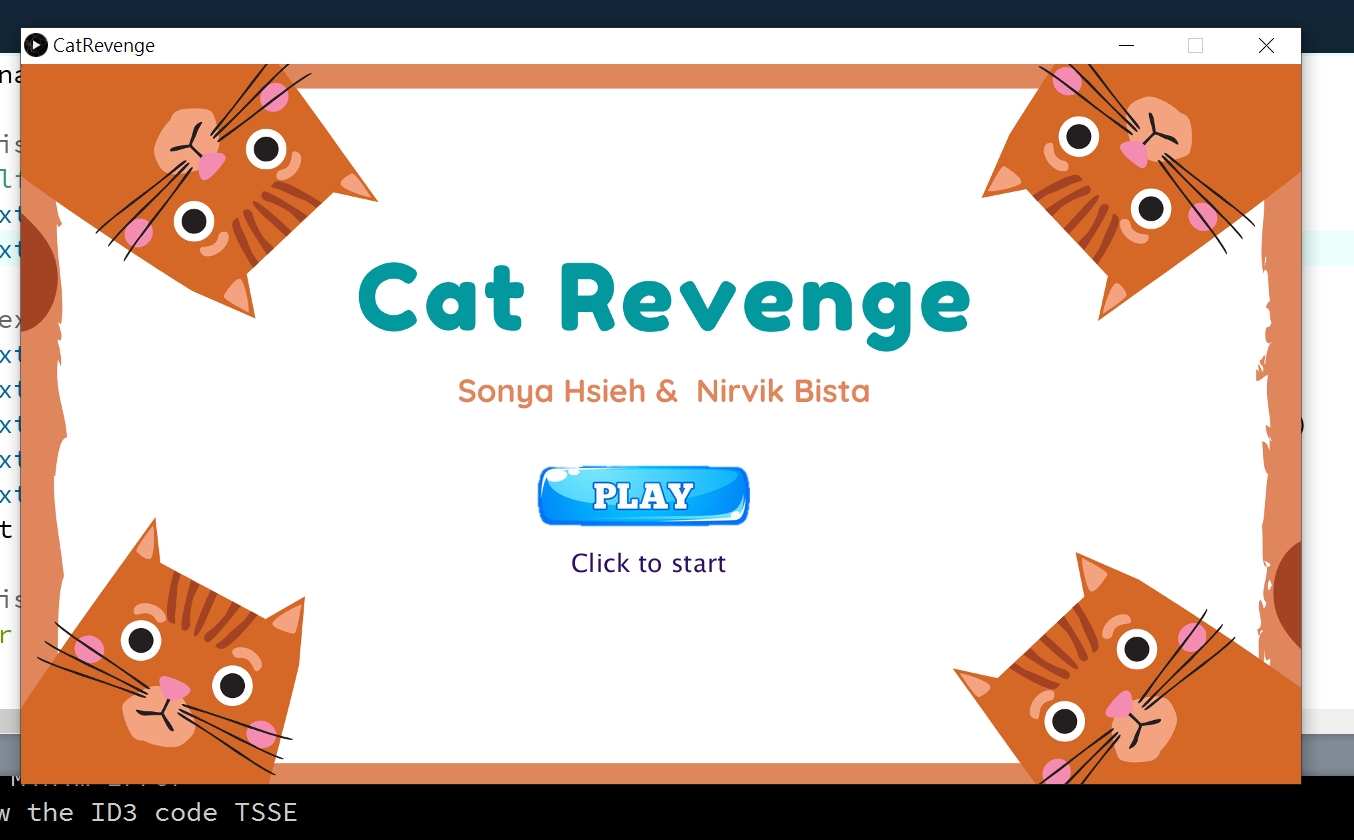 CatRevenge
Cat Revenge
Sonya Hsieh & Nirvik Bista
PLAY
Click to start
the ID3 code TSSE